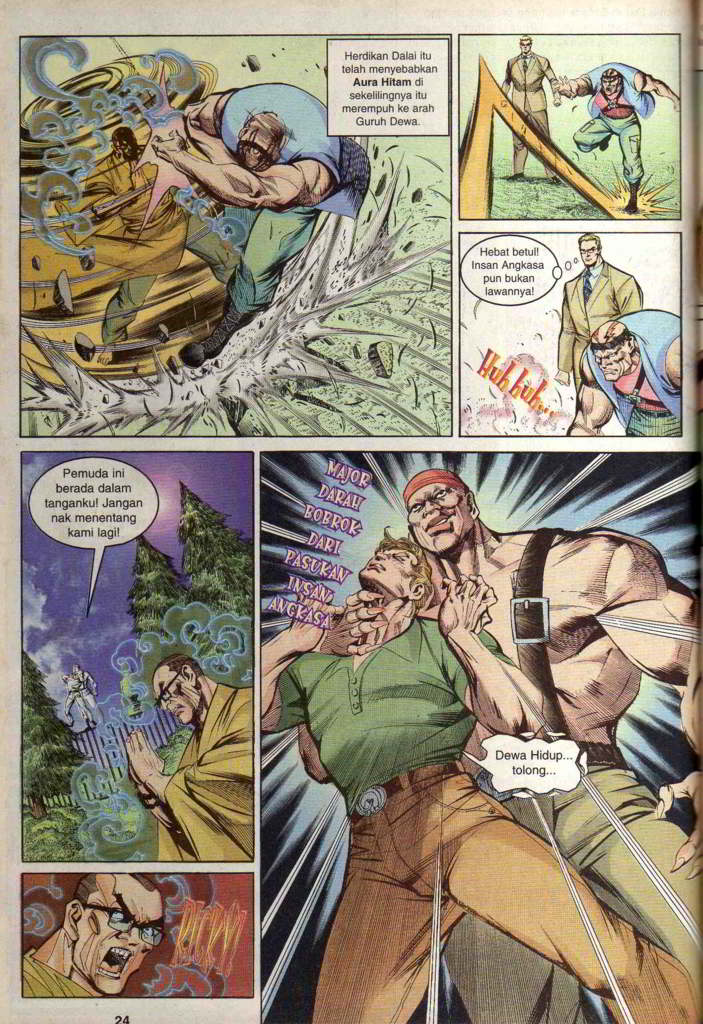 Herdikan Dalai itu
telah menyebabkan
Aura Hitam di
sekelilingnya itu
merempuh ke arah
Guruh Dewa.
Hebat betul!
Insan Angkasa
pun bukan
lawannya!
Huh huh...
Pemuda ini
berada dalam
tanganku! Jangan
nak menentang
kami lagi!
MAJOR
DARAH
BOBROK
DARI
PASUKAN
INSAN
ANGKASA
Dewa Hidup...
tolong...
24